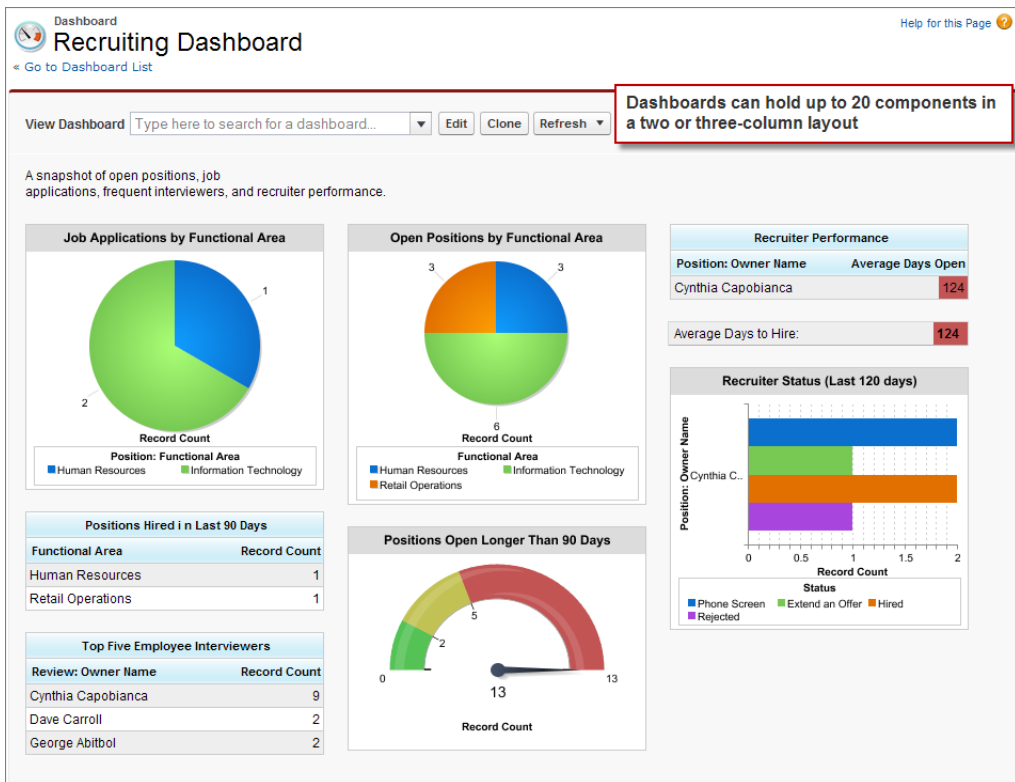 Dashboard
Recruiting Dashboard
« Go to Dashboard List
Help for this Page
Dashboards can hold up to 20 components in
a two or three-column layout
View Dashboard Type here to search for a dashboard... Edit Clone Refresh
A snapshot of open positions, job
applications, frequent interviewers, and recruiter performance.
Job Applications by Functional Area
1
2
Record Count
Position: Functional Area
Human Resources Information Technology
Positions Hired i n Last 90 Days
Functional Area Record Count
Human Resources 1
Retail Operations 1
Top Five Employee Interviewers
Review: Owner Name Record Count
Cynthia Capobianca 9
Dave Carroll 2
George Abitbol 2
Open Positions by Functional Area
3 3
6
Record Count
Functional Area
Human Resources Information Technology
Retail Operations
Positions Open Longer Than 90 Days
5
2
0 13
13
Record Count
Recruiter Performance
Position: Owner Name Average Days Open
Cynthia Capobianca 124
Average Days to Hire: 124
Recruiter Status (Last 120 days)
Position: Owner Name
Cynthia C..
0 0.5 1 1.5 2
Record Count
Status
Phone Screen Extend an Offer Hired
Rejected